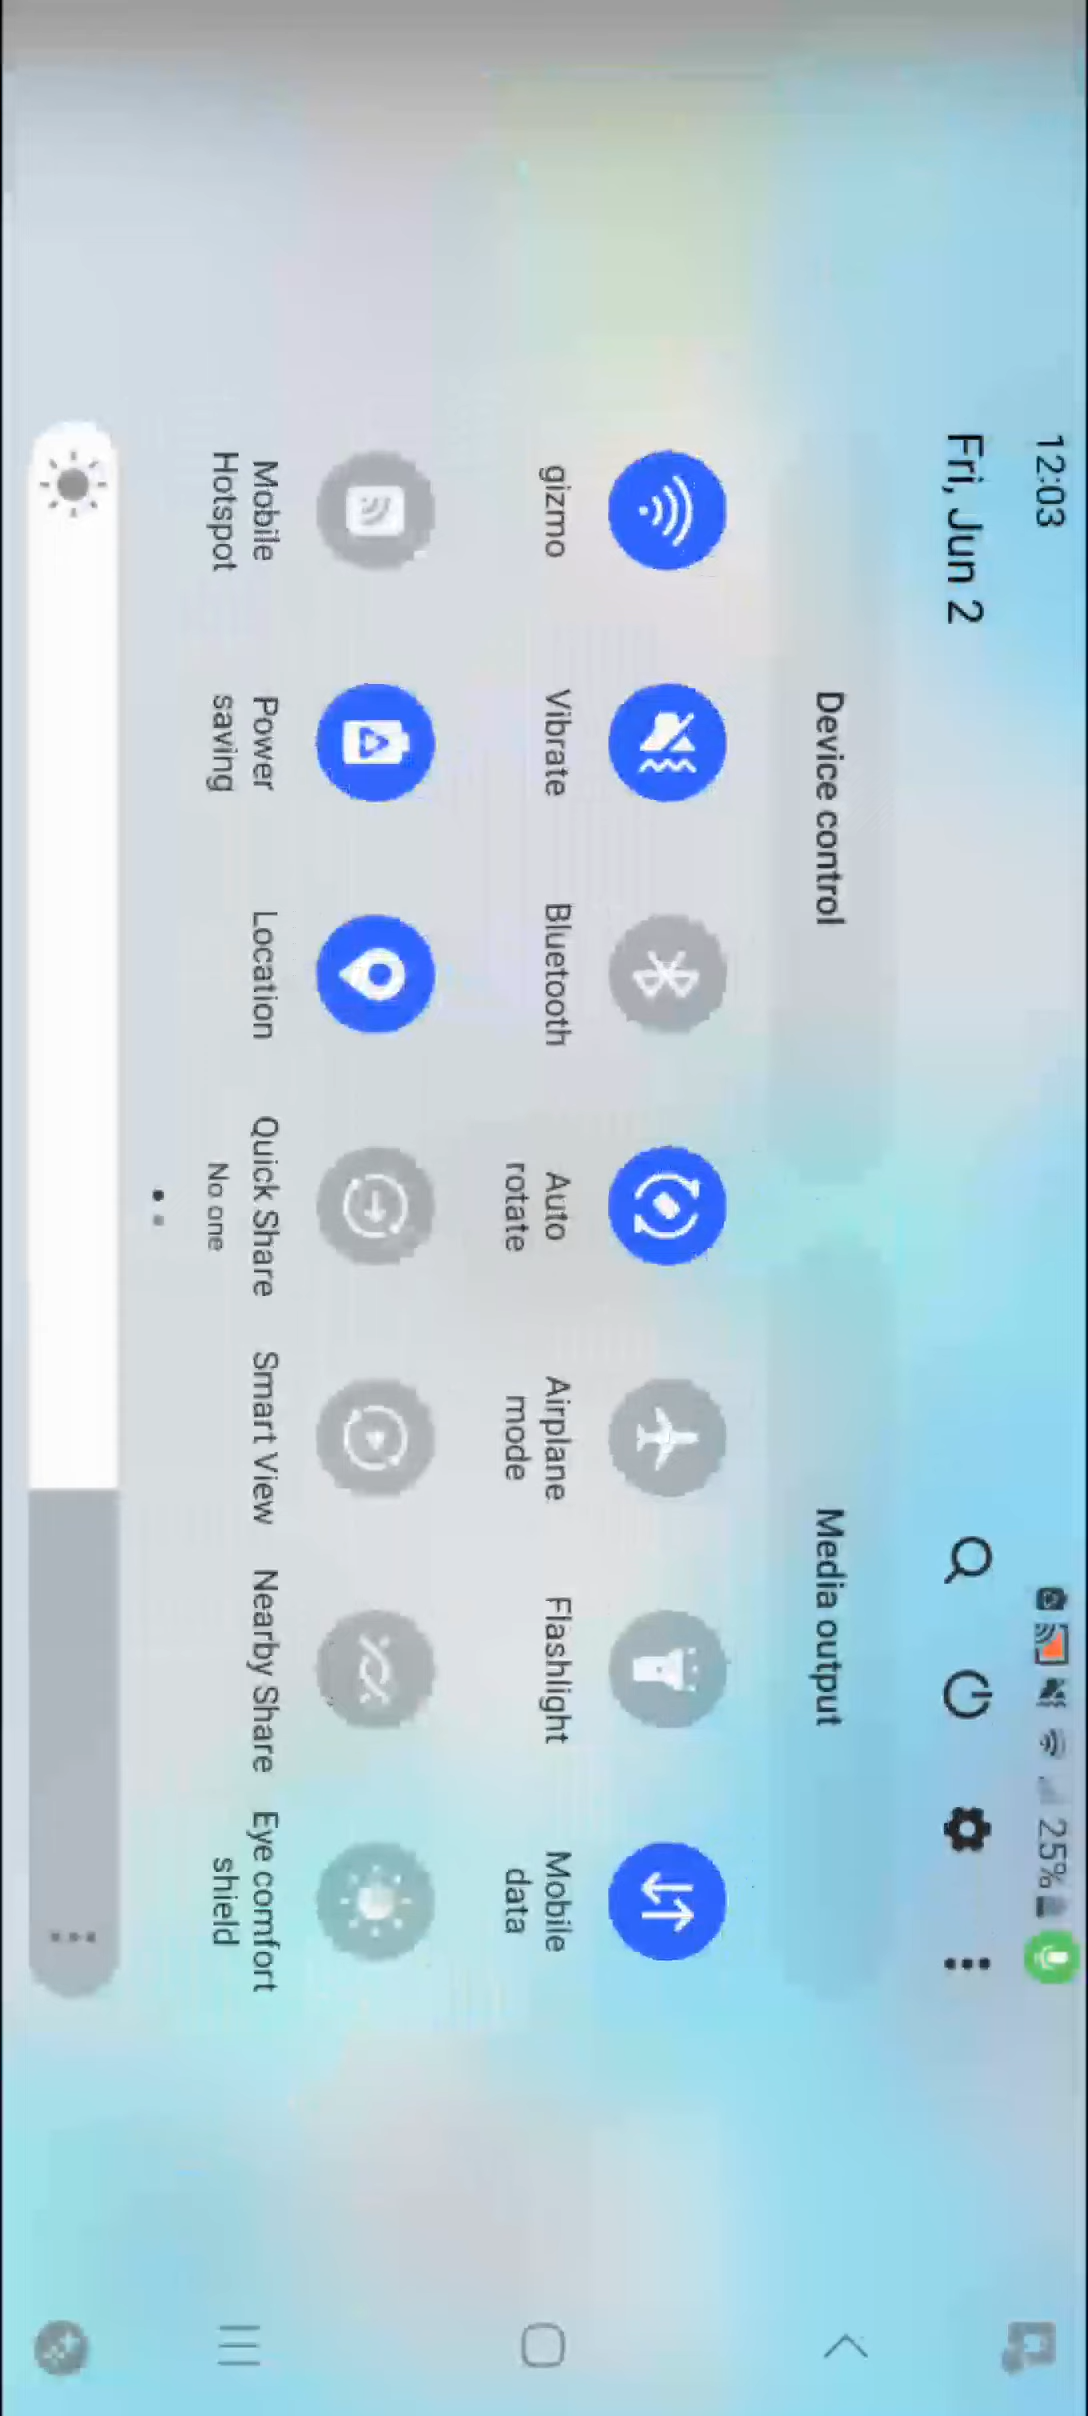 12:03
25%
Fri, Jun 2
Device control
Media output
gizmo
Vibrate
Bluetooth
Auto
rotate
Airplane
mode
Flashlight
Mobile
data
Mobile
Hotspot
Power
saving
Location
Quick Share
No one
Smart View
Nearby Share
Eye comfort
shield